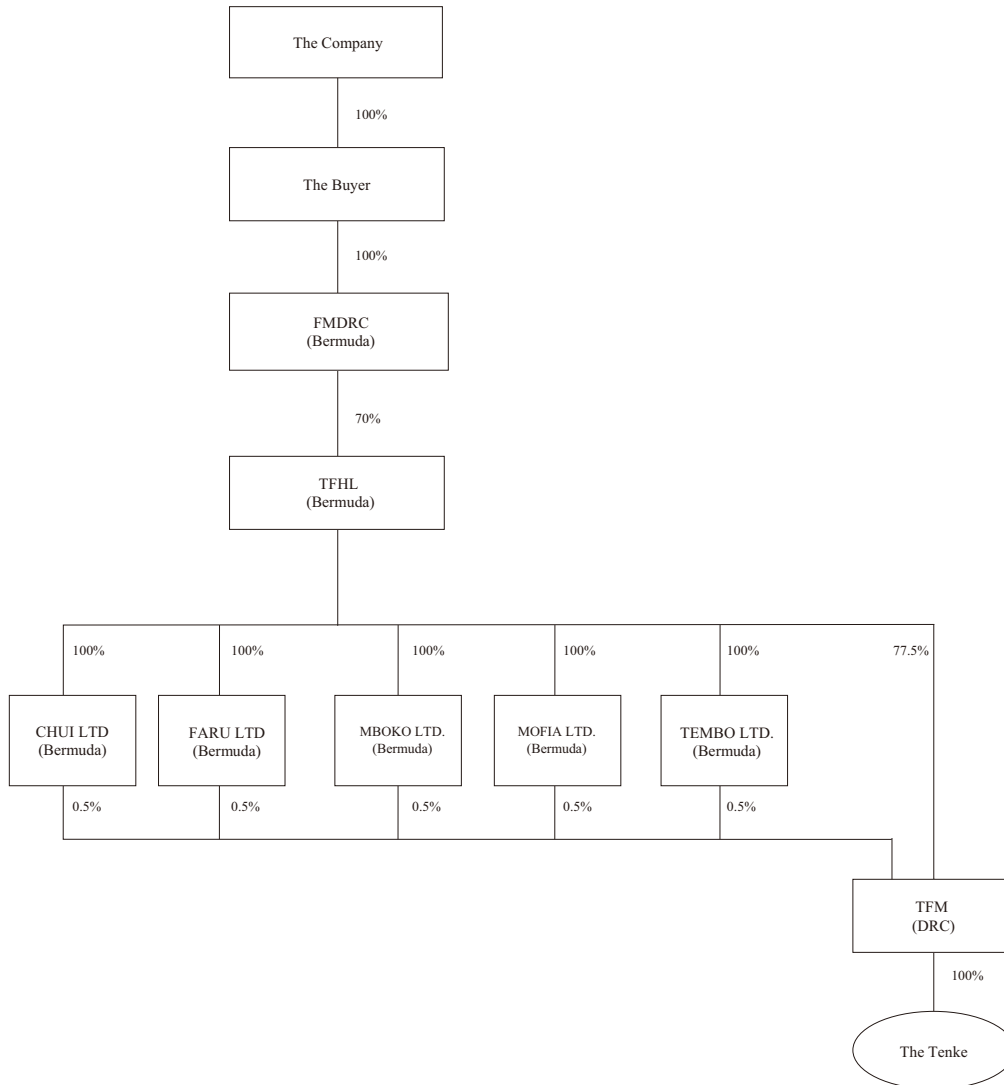 The Company
100%
The Buyer
100%
FMDRC
(Bermuda)
70%
TFHL
(Bermuda)
100%
100%
100%
100%
100%
77.5%
CHUI LTD
(Bermuda)
FARU LTD
(Bermuda)
MBOKO LTD.
(Bermuda)
MOFIA LTD.
(Bermuda)
TEMBO LTD.
(Bermuda)
0.5%
0.5%
0.5%
0.5%
0.5%
TFM
(DRC)
100%
The Tenke